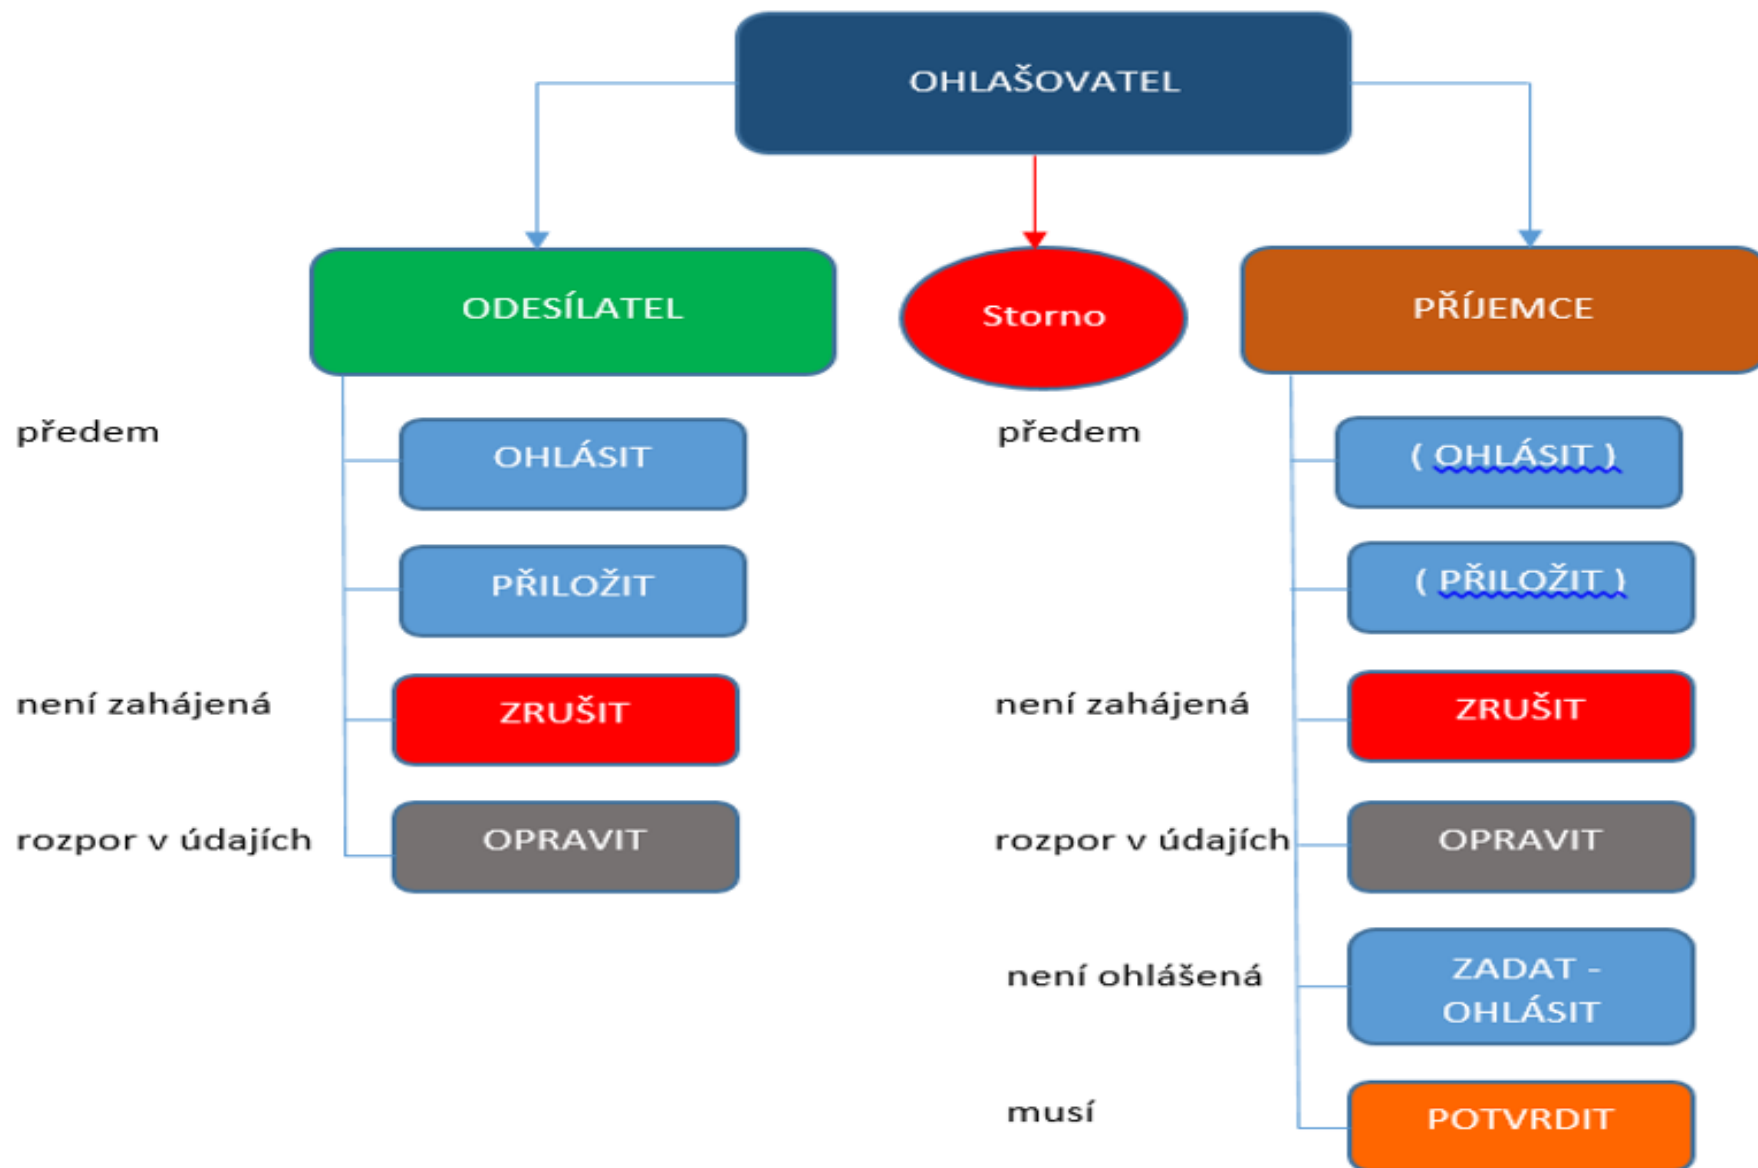 OHLAŠOVATEL
ODESÍLATEL
Storno
PŘÍJEMCE
předem
OHLÁSIT
předem
( OHLÁSIT )
PŘILOŽIT
( PŘILOŽIT )
není zahájená
ZRUŠIT
není zahájená
ZRUŠIT
rozpor v údajích
OPRAVIT
rozpor v údajích
OPRAVIT
není ohlášená
ZADAT -
OHLÁSIT
musí
POTVRDIT